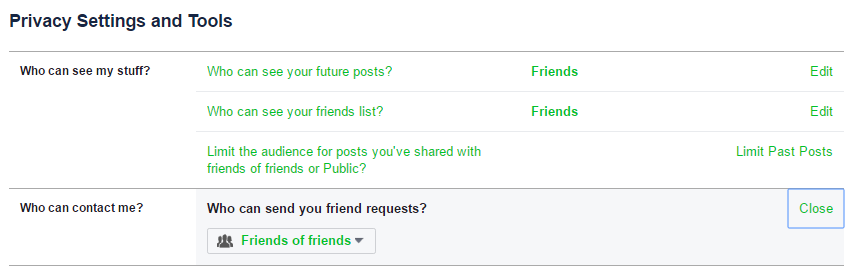 Privacy Settings and Tools
Who can see my stuff? Who can see your future posts? Friends Edit
Who can see your friends list? Friends Edit
Limit the audience for posts you've shared with Limit Past Posts
friends of friends or Public?
Who can contact me? Who can send you friend requests? Close
Friends of friends